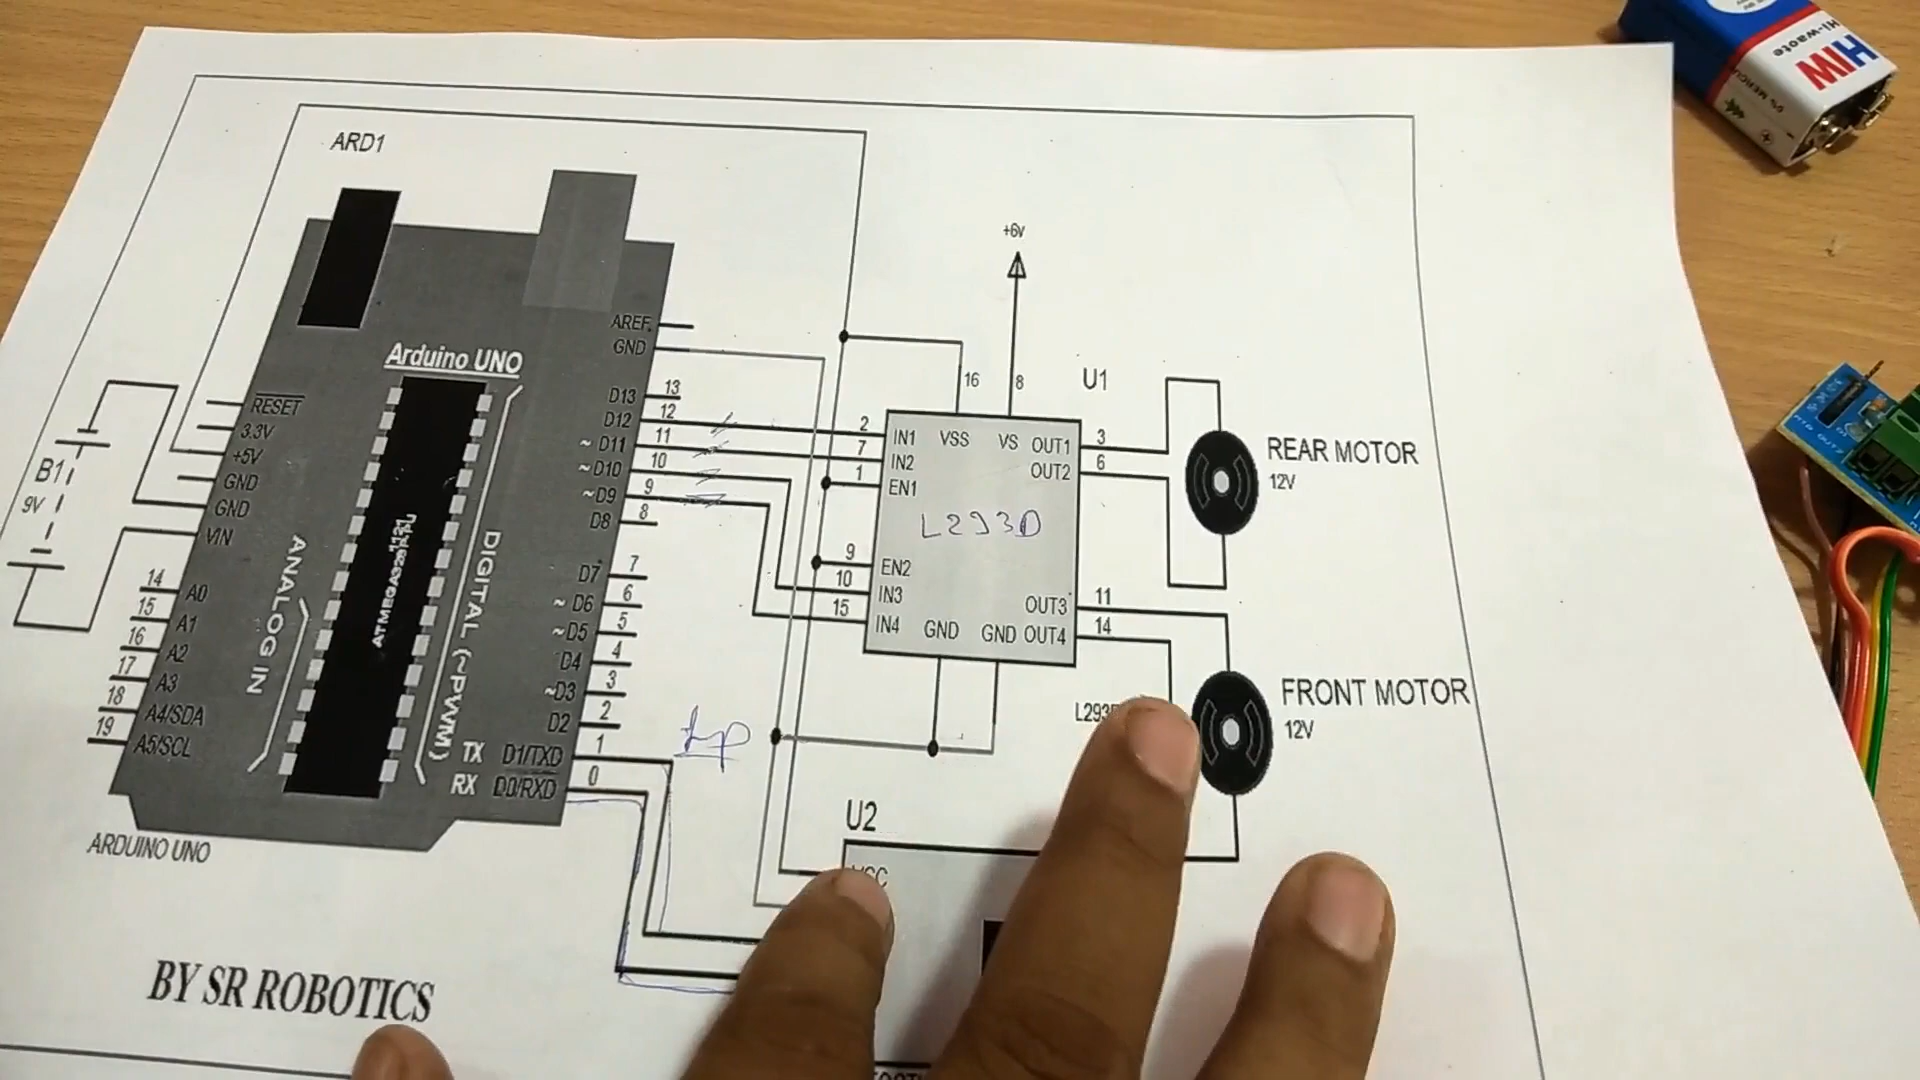 HIW
Hi-waote
ARD1
+6v
AREF
GND
Arduino UNO
16
8
U1
RESET
3.3V
+5V
GND
GND
VIN
B1
9V
D13 13
D12 12
~ D11 11
~ D10 10
~ D9 9
D8 8
2 IN1
7 IN2
1 EN1
VSS
VS
OUT1 3
OUT2 6
REAR MOTOR
12V
L293D
9 EN2
10 IN3
15 IN4
GND
GND
OUT3 11
OUT4 14
FRONT MOTOR
12V
14 A0
15 A1
16 A2
17 A3
18 A4/SDA
19 A5/SCL
ANALOG IN
DIGITAL (~PWM)
D7 7
~ D6 6
~D5 5
D4 4
~D3 3
D2 2
TX D1/TXD 1
RX D0/RXD 0
U2
VCC
ARDUINO UNO
BY SR ROBOTICS